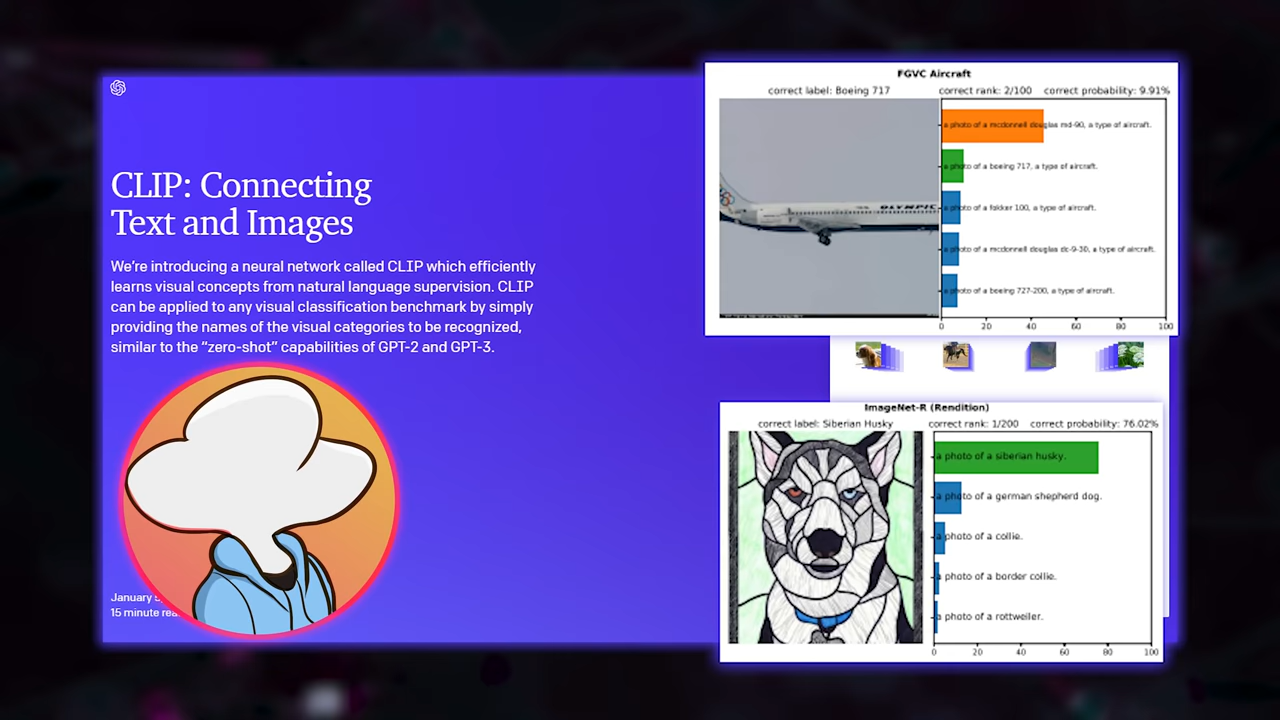 CLIP: Connecting
Text and Images
We're introducing a neural network called CLIP which efficiently
learns visual concepts from natural language supervision. CLIP
can be applied to any visual classification benchmark by simply
providing the names of the visual categories to be recognized,
similar to the “zero-shot” capabilities of GPT-2 and GPT-3.
January
15 minute
FGVC Aircraft
correct label: Boeing 717 correct rank: 2/100 correct probability: 9.91%
OLYMPIC
a photo of a mcdonnell douglas md-90, a type of aircraft.
a photo of a boeing 717, a type of aircraft.
a photo of a fokker 100, a type of aircraft.
a photo of a mcdonnell douglas dc-9-30, a type of aircraft.
a photo of a boeing 727-200, a type of aircraft.
0 20 40 60 80 100
ImageNet-R (Rendition)
correct label: Siberian Husky correct rank: 1/200 correct probability: 76.02%
a photo of a siberian husky.
a photo of a german shepherd dog.
a photo of a collie.
a photo of a border collie.
a photo of a rottweiler.
0 20 40 60 80 100